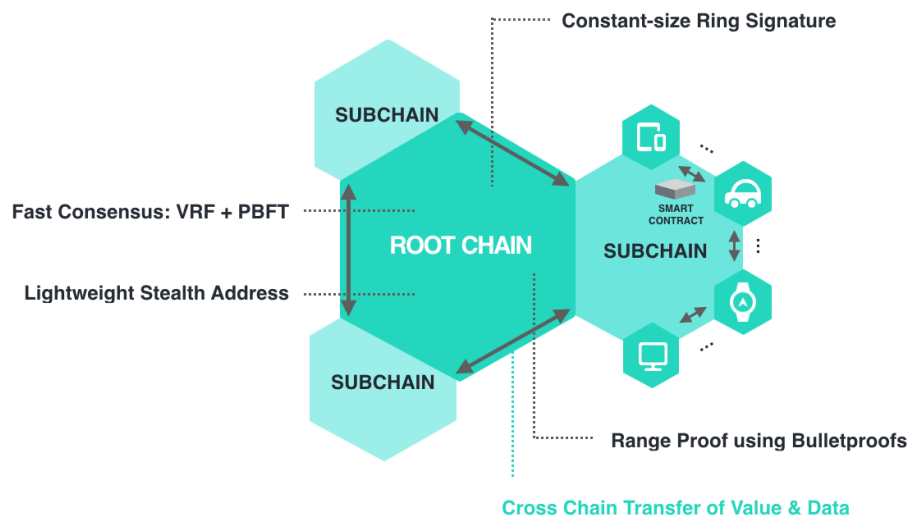 Constant-size Ring Signature
SUBCHAIN
Fast Consensus: VRF + PBFT
SMART
CONTRACT
ROOT CHAIN
SUBCHAIN
Lightweight Stealth Address
SUBCHAIN
Range Proof using Bulletproofs
Cross Chain Transfer of Value & Data